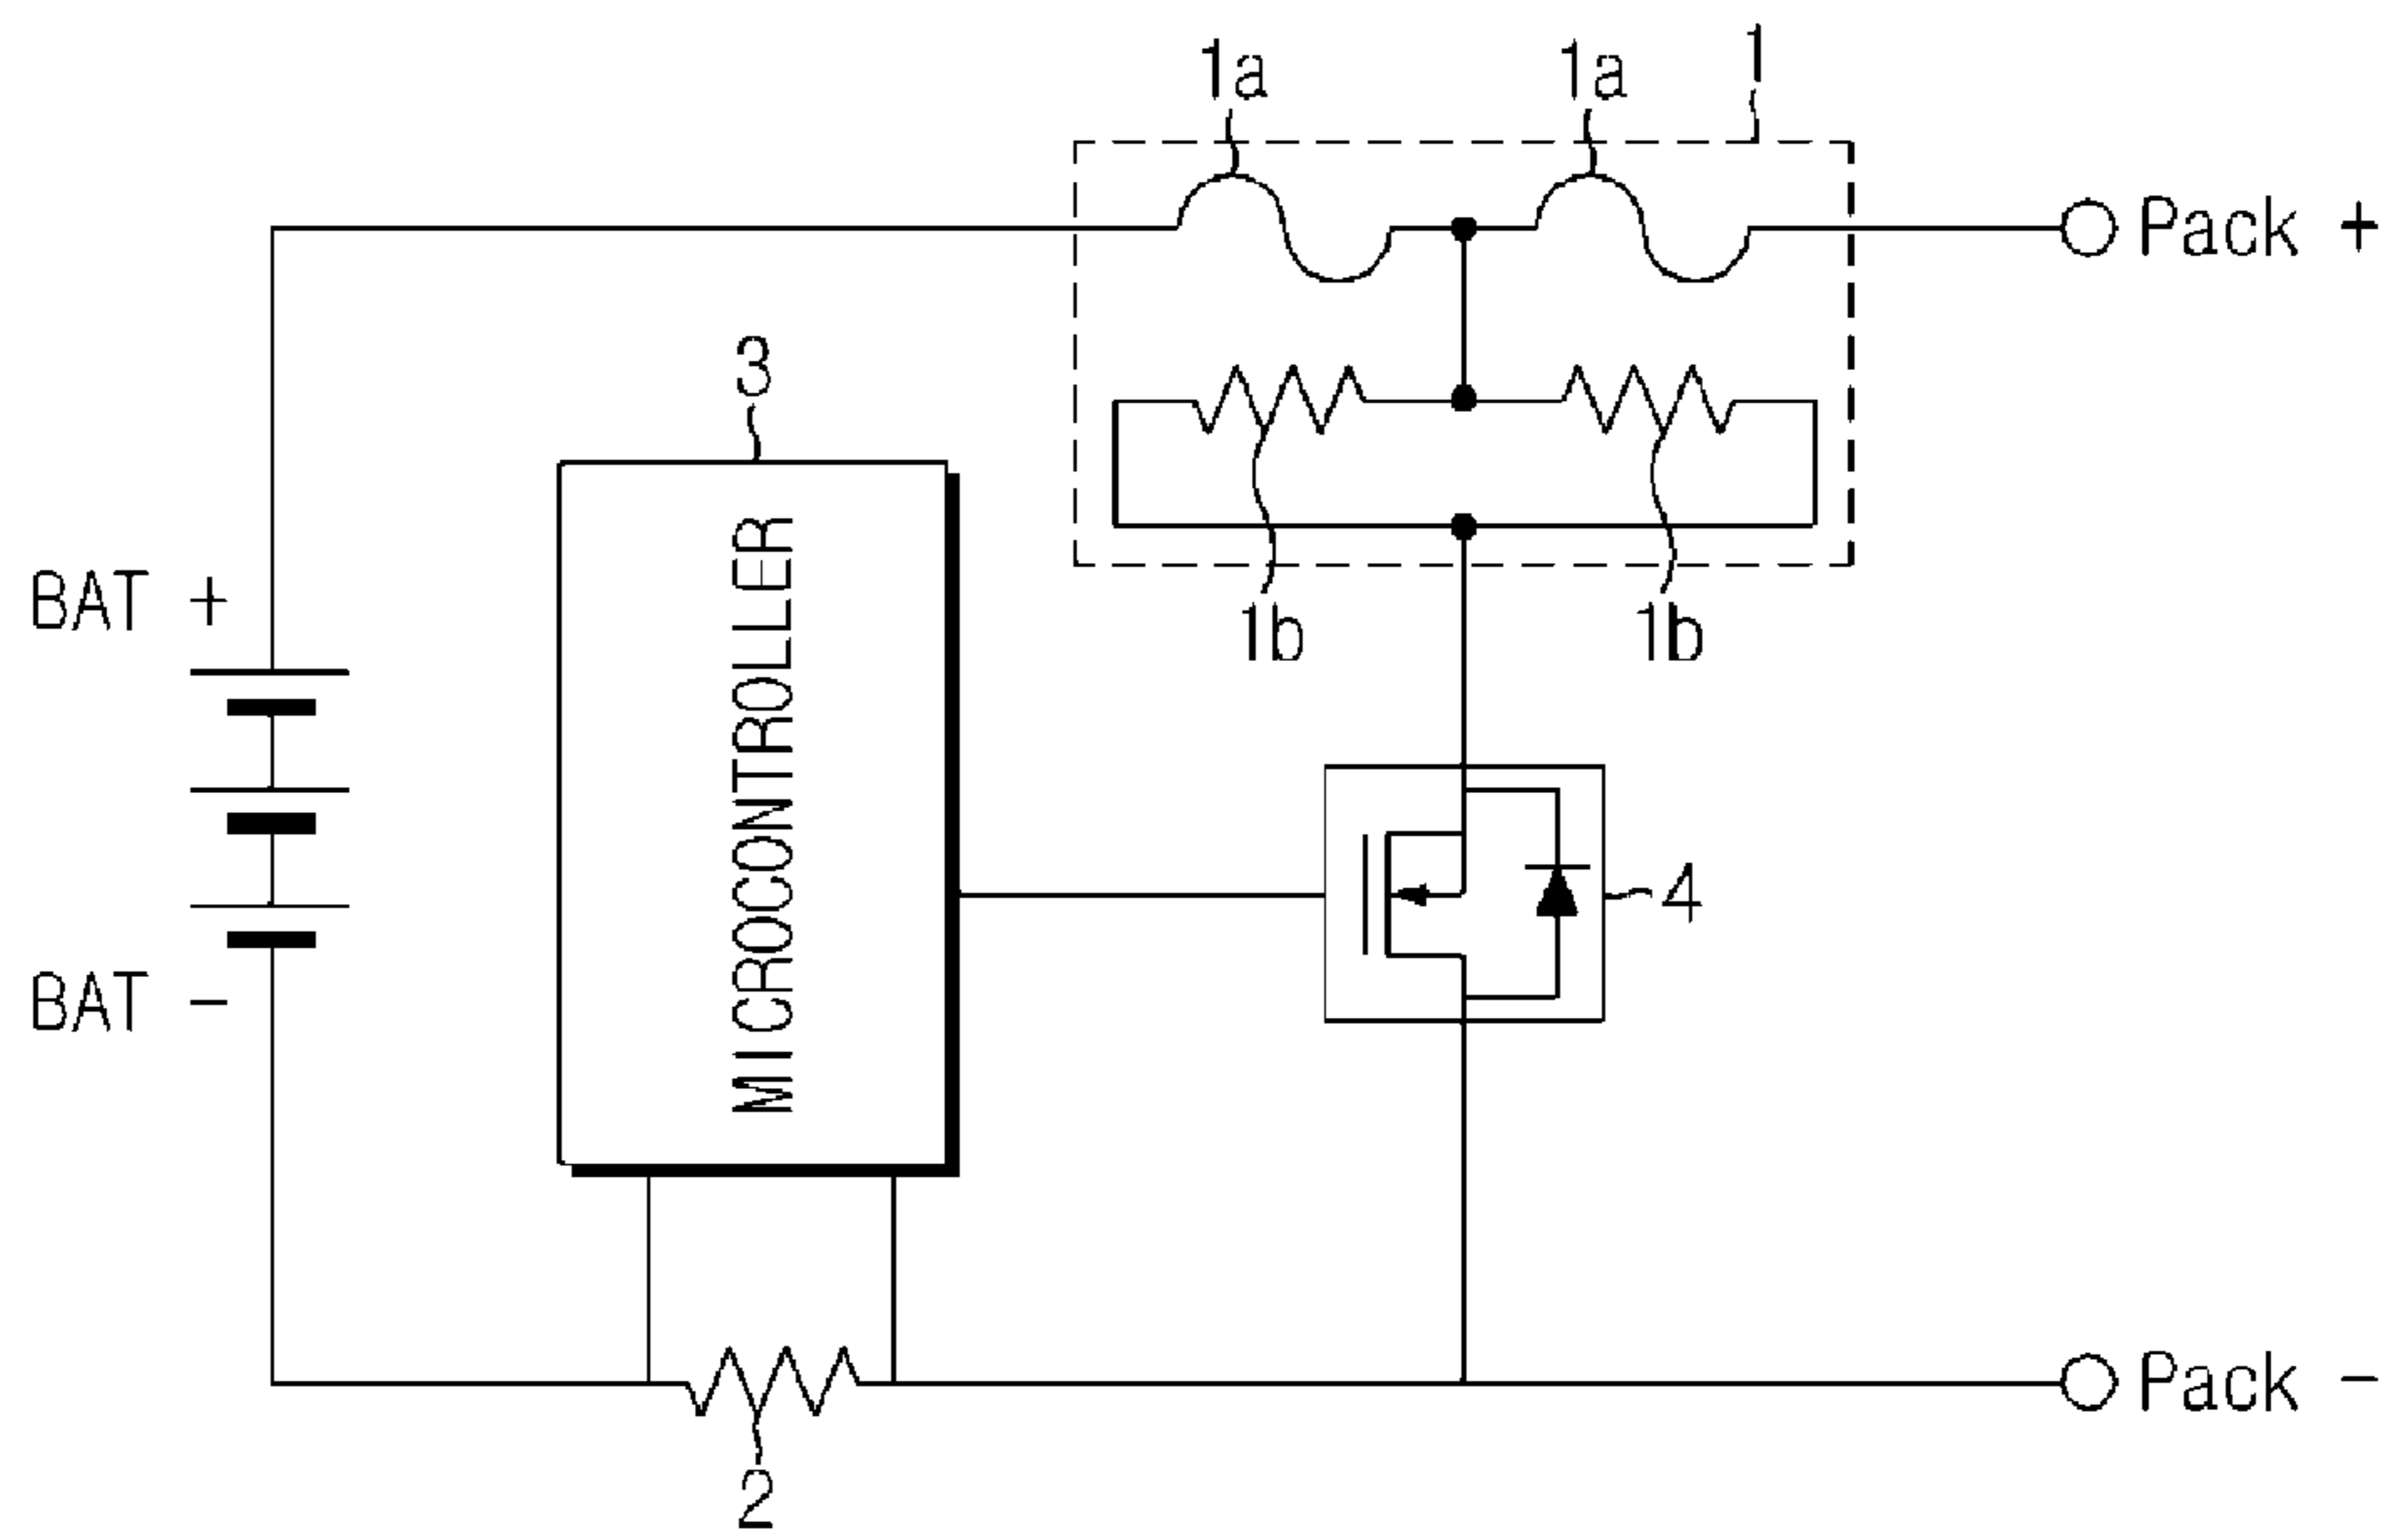 1a
1a
1
Pack +
3
MICROCONTROLLER
BAT +
1b
1b
4
BAT −
Pack −
2